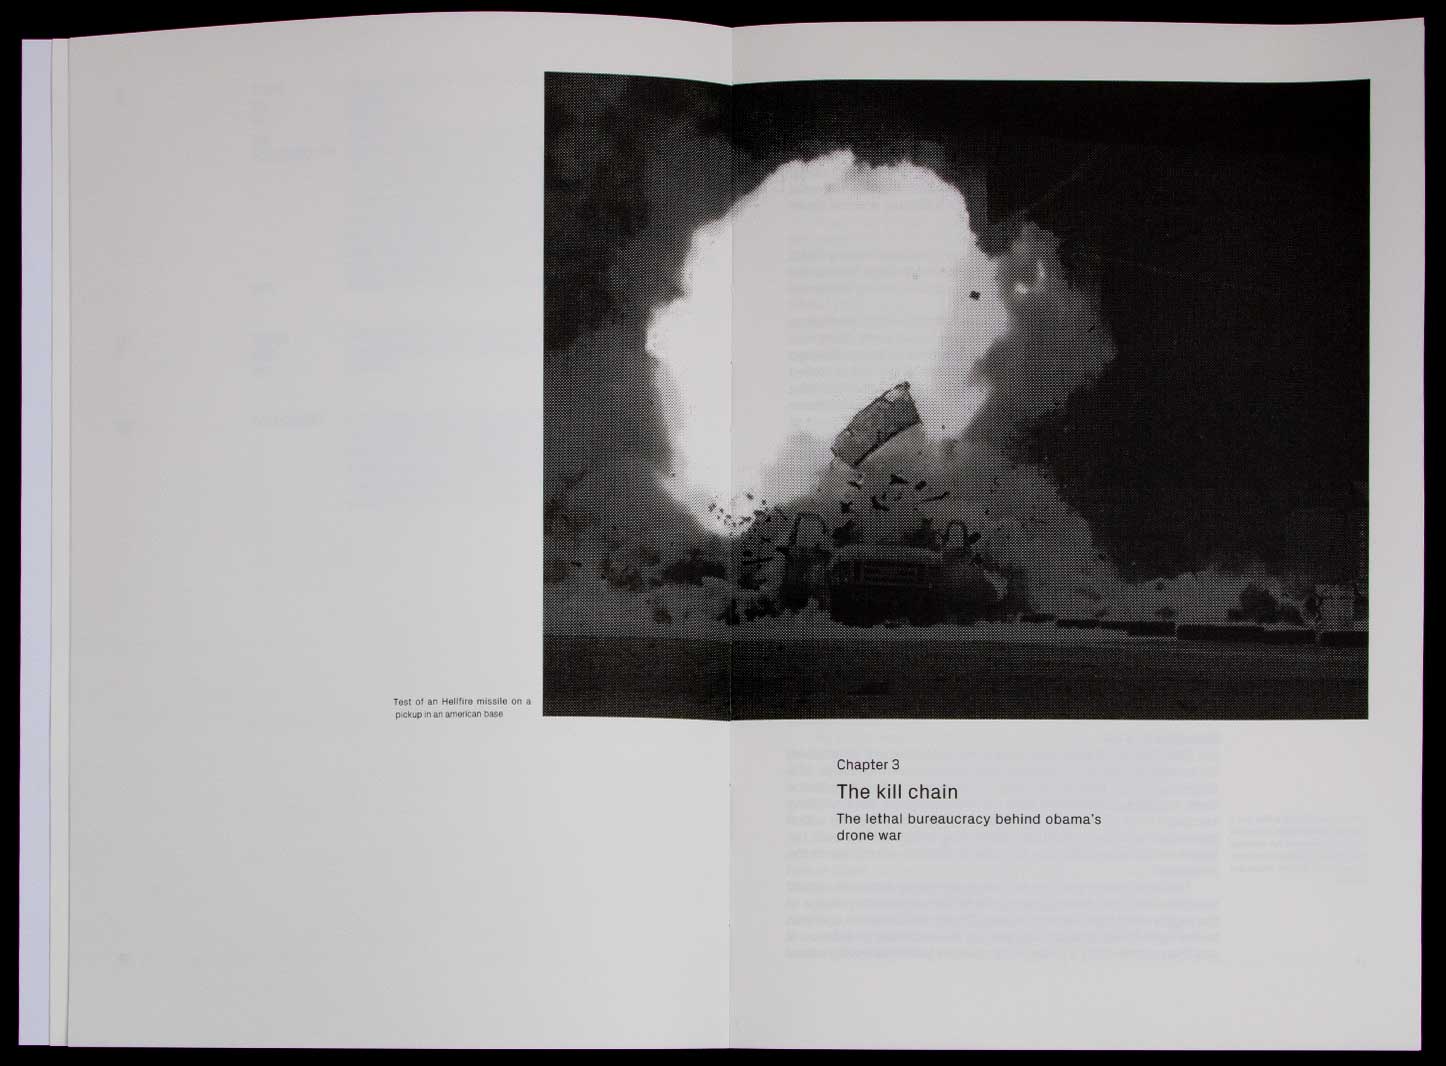 Test of an Hellfire missile on a
pickup in an american base
Chapter 3
The kill chain
The lethal bureaucracy behind obama's
drone war